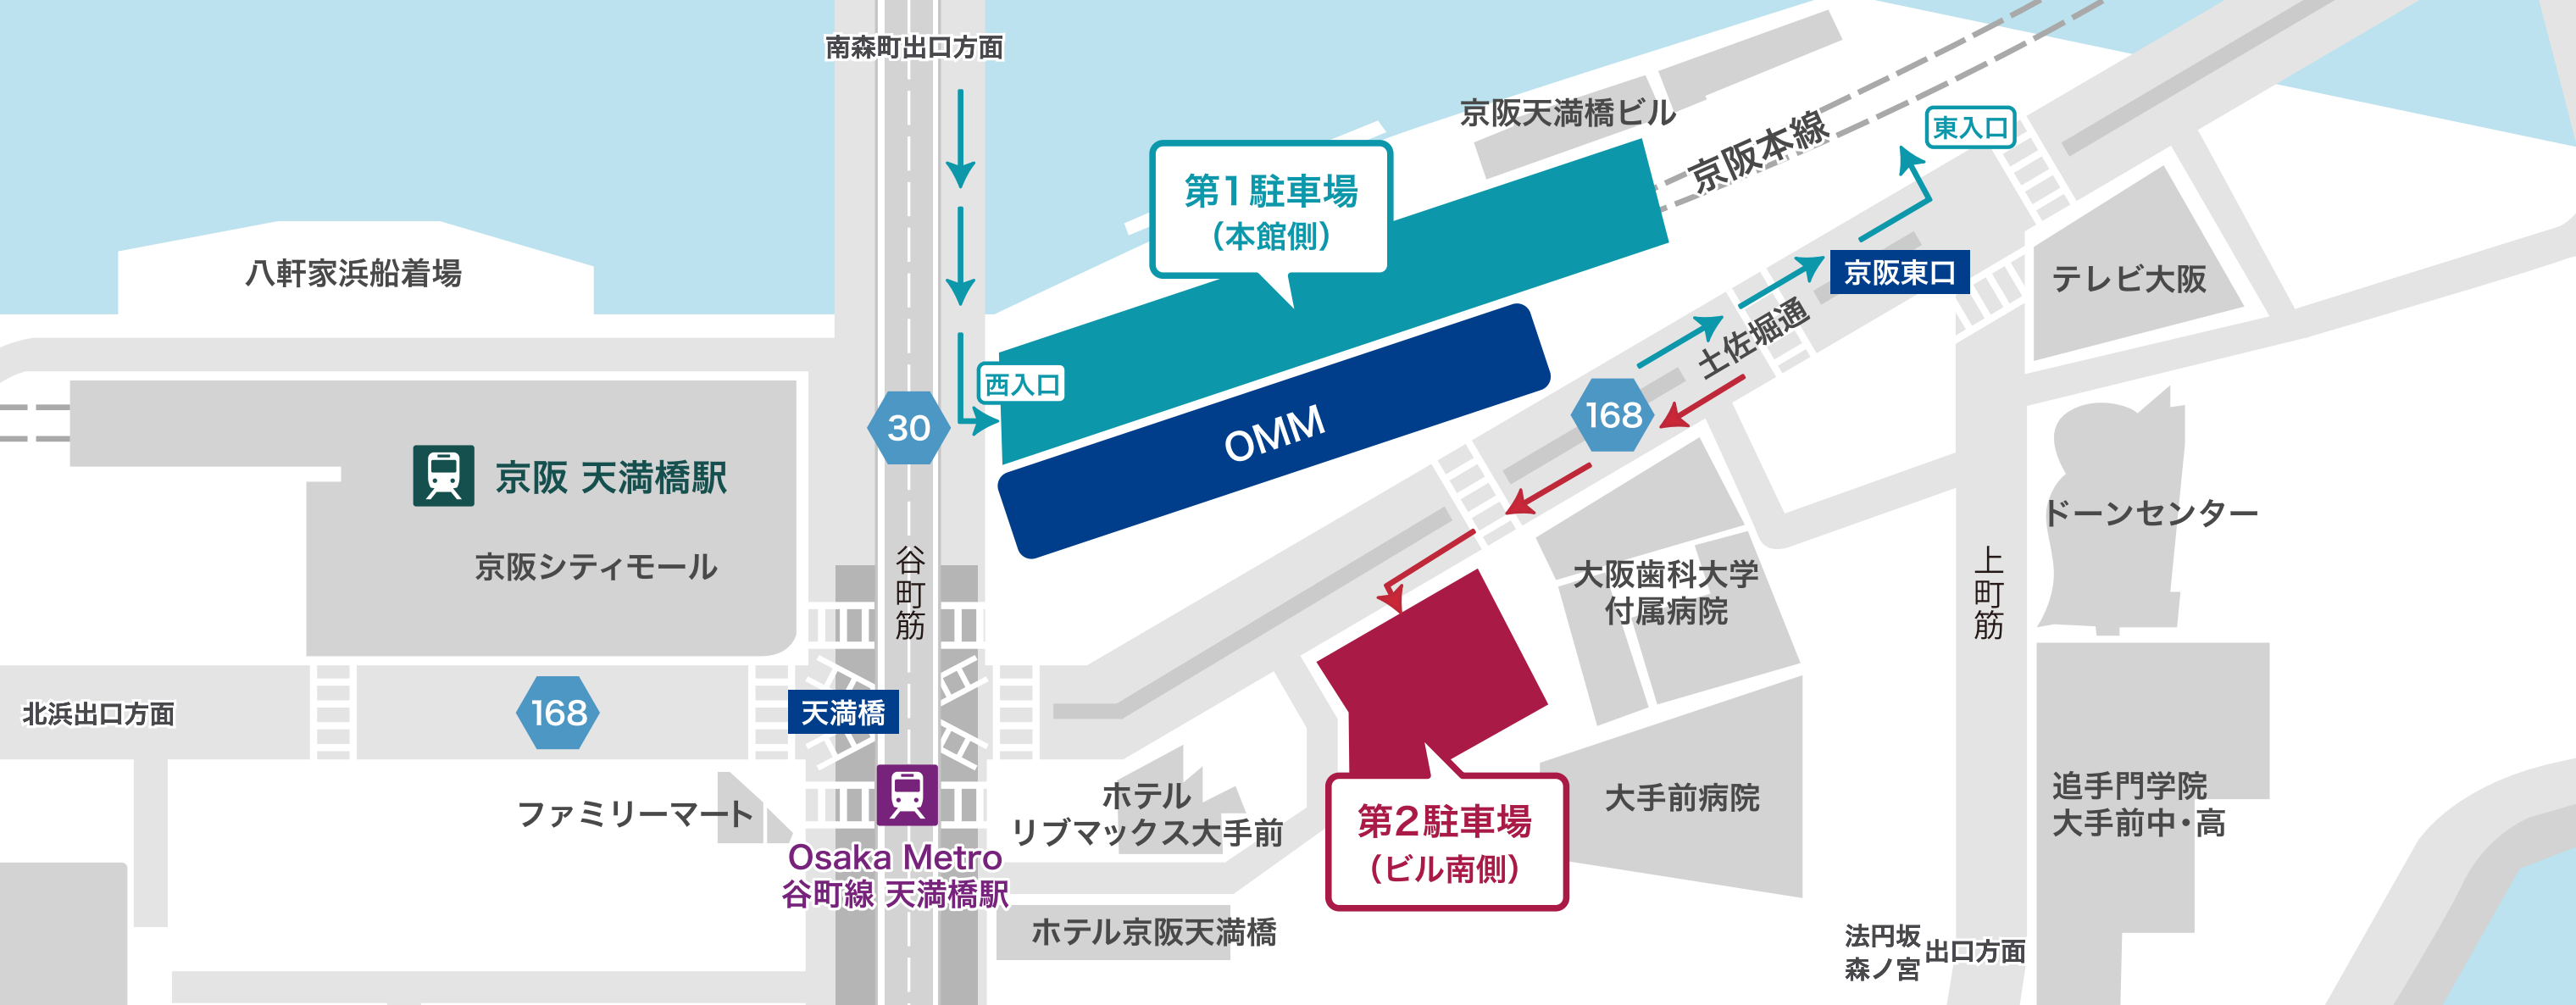 南森町出口方面
京阪天満橋ビル
京阪本線
東入口
第1駐車場
（本館側）
八軒家浜船着場
京阪東口
テレビ大阪
土佐堀通
西入口
30
OMM
168
京阪 天満橋駅
京阪シティモール
谷町筋
ドーンセンター
大阪歯科大学
付属病院
上町筋
北浜出口方面
168
天満橋
ファミリーマート
ホテル
リブマックス大手前
第2駐車場
（ビル南側）
大手前病院
追手門学院
大手前中・高
Osaka Metro
谷町線 天満橋駅
ホテル京阪天満橋
法円坂
森ノ宮
出口方面